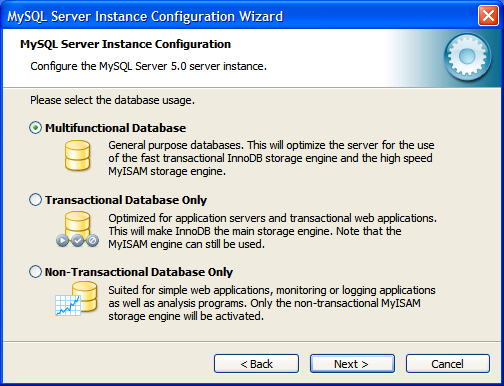 MySQL Server Instance Configuration Wizard
MySQL Server Instance Configuration
Configure the MySQL Server 5.0 server instance.
Please select the database usage.
Multifunctional Database
General purpose databases. This will optimize the server for the use
of the fast transactional InnoDB storage engine and the high speed
MyISAM storage engine.
Transactional Database Only
Optimized for application servers and transactional web applications.
This will make InnoDB the main storage engine. Note that the
MyISAM engine can still be used.
Non-Transactional Database Only
Suited for simple web applications, monitoring or logging applications
as well as analysis programs. Only the non-transactional MyISAM
storage engine will be activated.
< Back
Next >
Cancel